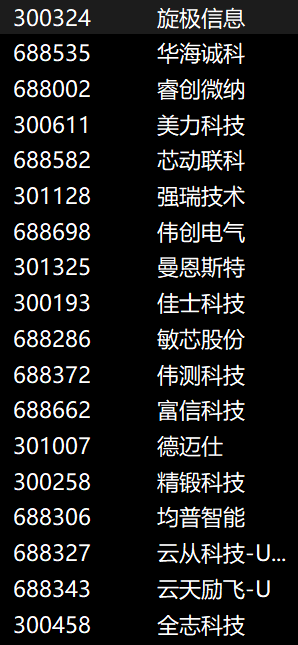 300324 旋极信息
688535 华海诚科
688002 睿创微纳
300611 美力科技
688582 芯动联科
301128 强瑞技术
688698 伟创电气
301325 曼恩斯特
300193 佳士科技
688286 敏芯股份
688372 伟测科技
688662 富信科技
301007 德迈仕
300258 精锻科技
688306 均普智能
688327 云从科技-U...
688343 云天励飞-U
300458 全志科技